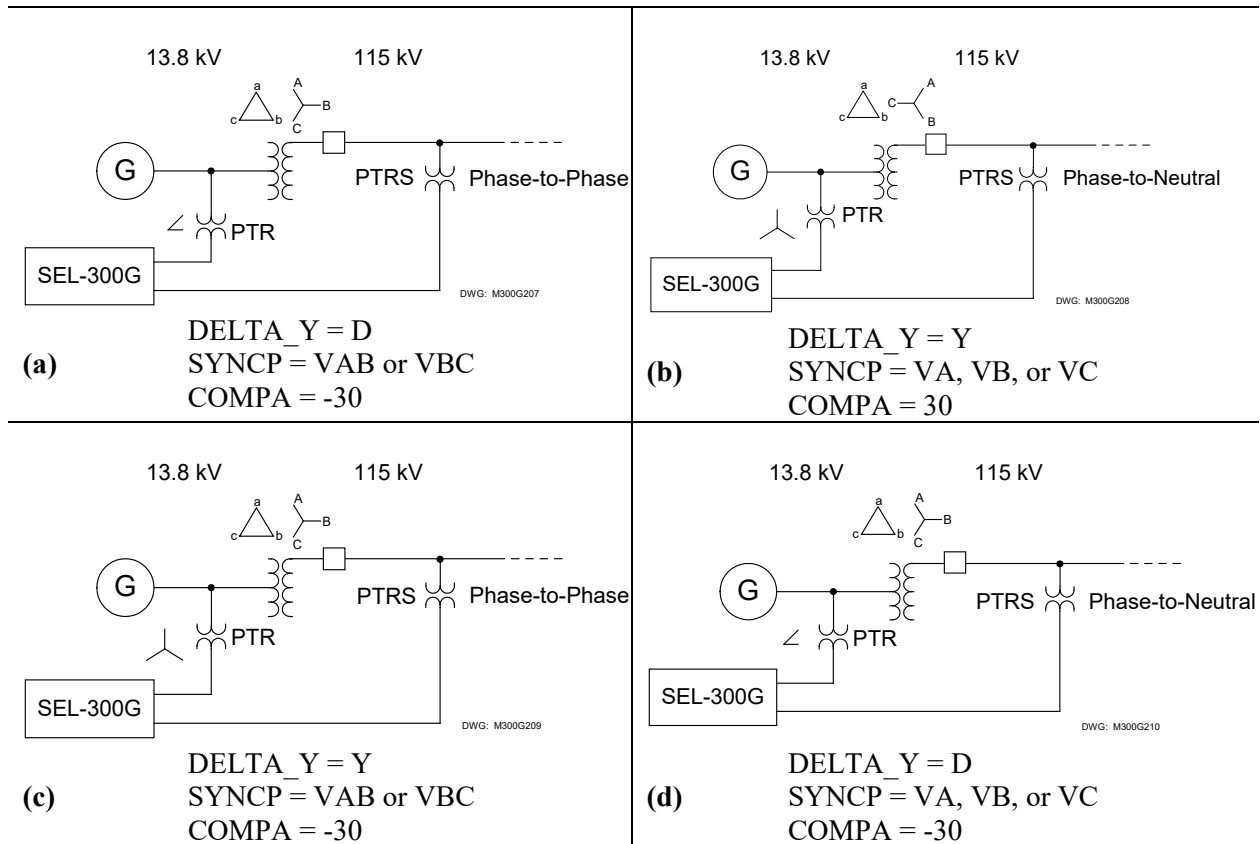 13.8 kV 115 kV
a A
B
c b C
G
PTRS Phase-to-Phase
PTR
SEL-300G
DWG: M300G207
(a)
DELTA_Y = D
SYNCP = VAB or VBC
COMPA = -30
13.8 kV 115 kV
a A
C
c b B
G
PTRS Phase-to-Neutral
PTR
SEL-300G
DWG: M300G208
(b)
DELTA_Y = Y
SYNCP = VA, VB, or VC
COMPA = 30
13.8 kV 115 kV
a A
B
c b C
G
PTRS Phase-to-Phase
PTR
SEL-300G
DWG: M300G209
(c)
DELTA_Y = Y
SYNCP = VAB or VBC
COMPA = -30
13.8 kV 115 kV
a A
B
c b C
G
PTRS Phase-to-Neutral
PTR
SEL-300G
DWG: M300G210
(d)
DELTA_Y = D
SYNCP = VA, VB, or VC
COMPA = -30